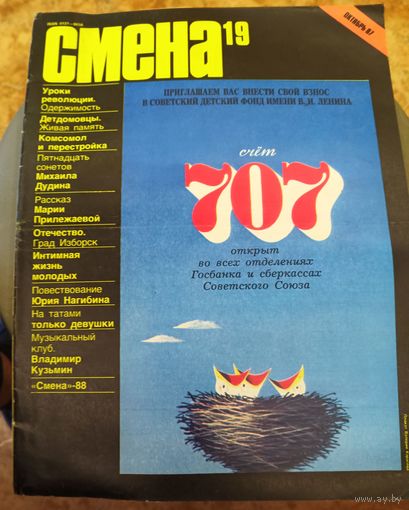 ISSN 0131—6656
СМЕНА 19
ОКТЯБРЬ 87
Уроки
революции.
Одержимость
Детдомовцы.
Живая память
Комсомол
и перестройка
Пятнадцать
сонетов
Михаила
Дудина
Рассказ
Марии
Прилежаевой
Отечество.
Град Изборск
Интимная
жизнь
молодых
Повествование
Юрия Нагибина
На татами
только девушки
Музыкальный
клуб.
Владимир
Кузьмин
«Смена»-88
ПРИГЛАШАЕМ ВАС ВНЕСТИ СВОЙ ВЗНОС
В СОВЕТСКИЙ ДЕТСКИЙ ФОНД ИМЕНИ В. И. ЛЕНИНА
счёт
707
открыт
во всех отделениях
Госбанка и сберкассах
Советского Союза
www.ay.by